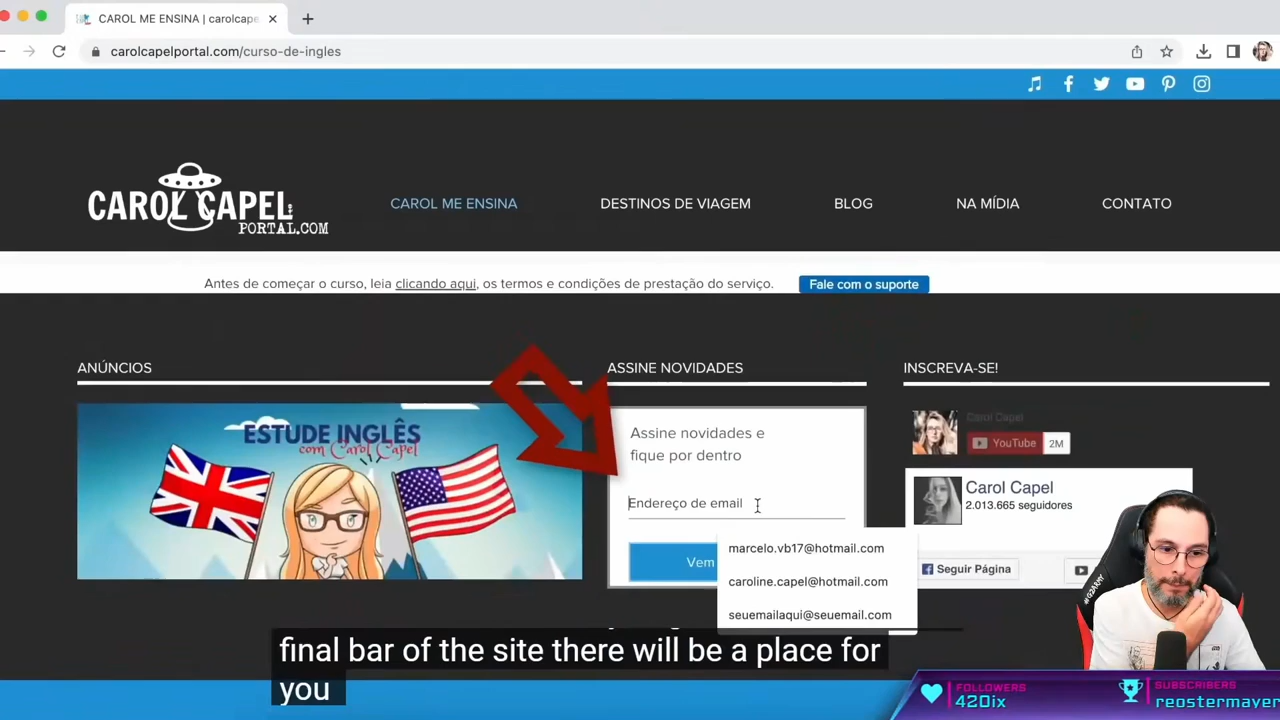 CAROL ME ENSINA | carolcape
carolcapelportal.com/curso-de-ingles
CAROL CAPEL
PORTAL.COM
CAROL ME ENSINA
DESTINOS DE VIAGEM
BLOG
NA MÍDIA
CONTATO
Antes de começar o curso, leia clicando aqui, os termos e condições de prestação do serviço.
Fale com o suporte
ANÚNCIOS
ASSINE NOVIDADES
INSCREVA-SE!
ESTUDE INGLÊS
com Carol Capel
Assine novidades e
fique por dentro
Endereço de email
Vem
marcelo.vb17@hotmail.com
caroline.capel@hotmail.com
seuemailaqui@seuemail.com
Carol Capel
YouTube 2M
Carol Capel
2.013.665 seguidores
Seguir Página
final bar of the site there will be a place for
you
#G2ARMY
FOLLOWERS
420ix
SUBSCRIBERS
reostermayer